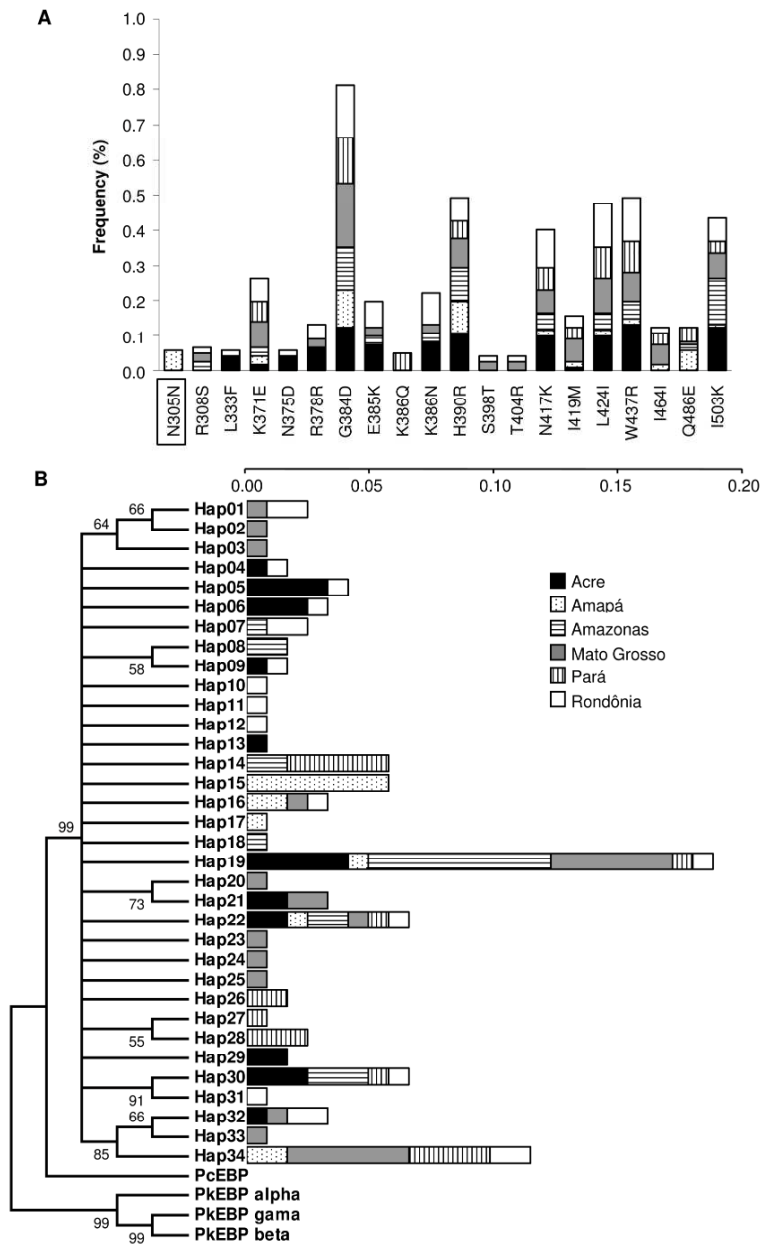 A
Frequency (%)
1.0
0.9
0.8
0.7
0.6
0.5
0.4
0.3
0.2
0.1
0.0
N305N
R308S
L333F
K371E
N375D
R378R
G384D
E385K
K386Q
K386N
H390R
S398T
T404R
N417K
I419M
L424I
W437R
I464I
Q486E
I503K
B
0.00 0.05 0.10 0.15 0.20
66 Hap01
64 Hap02
Hap03
Hap04
Hap05
Hap06
Hap07
Hap08
58 Hap09
Hap10
Hap11
Hap12
Hap13
Hap14
Hap15
Hap16
Hap17
99 Hap18
Hap19
Hap20
73 Hap21
Hap22
Hap23
Hap24
Hap25
Hap26
Hap27
55 Hap28
Hap29
Hap30
91 Hap31
66 Hap32
Hap33
85 Hap34
PcEBP
PkEBP alpha
99 PkEBP gama
99 PkEBP beta
Acre
Amapá
Amazonas
Mato Grosso
Pará
Rondônia